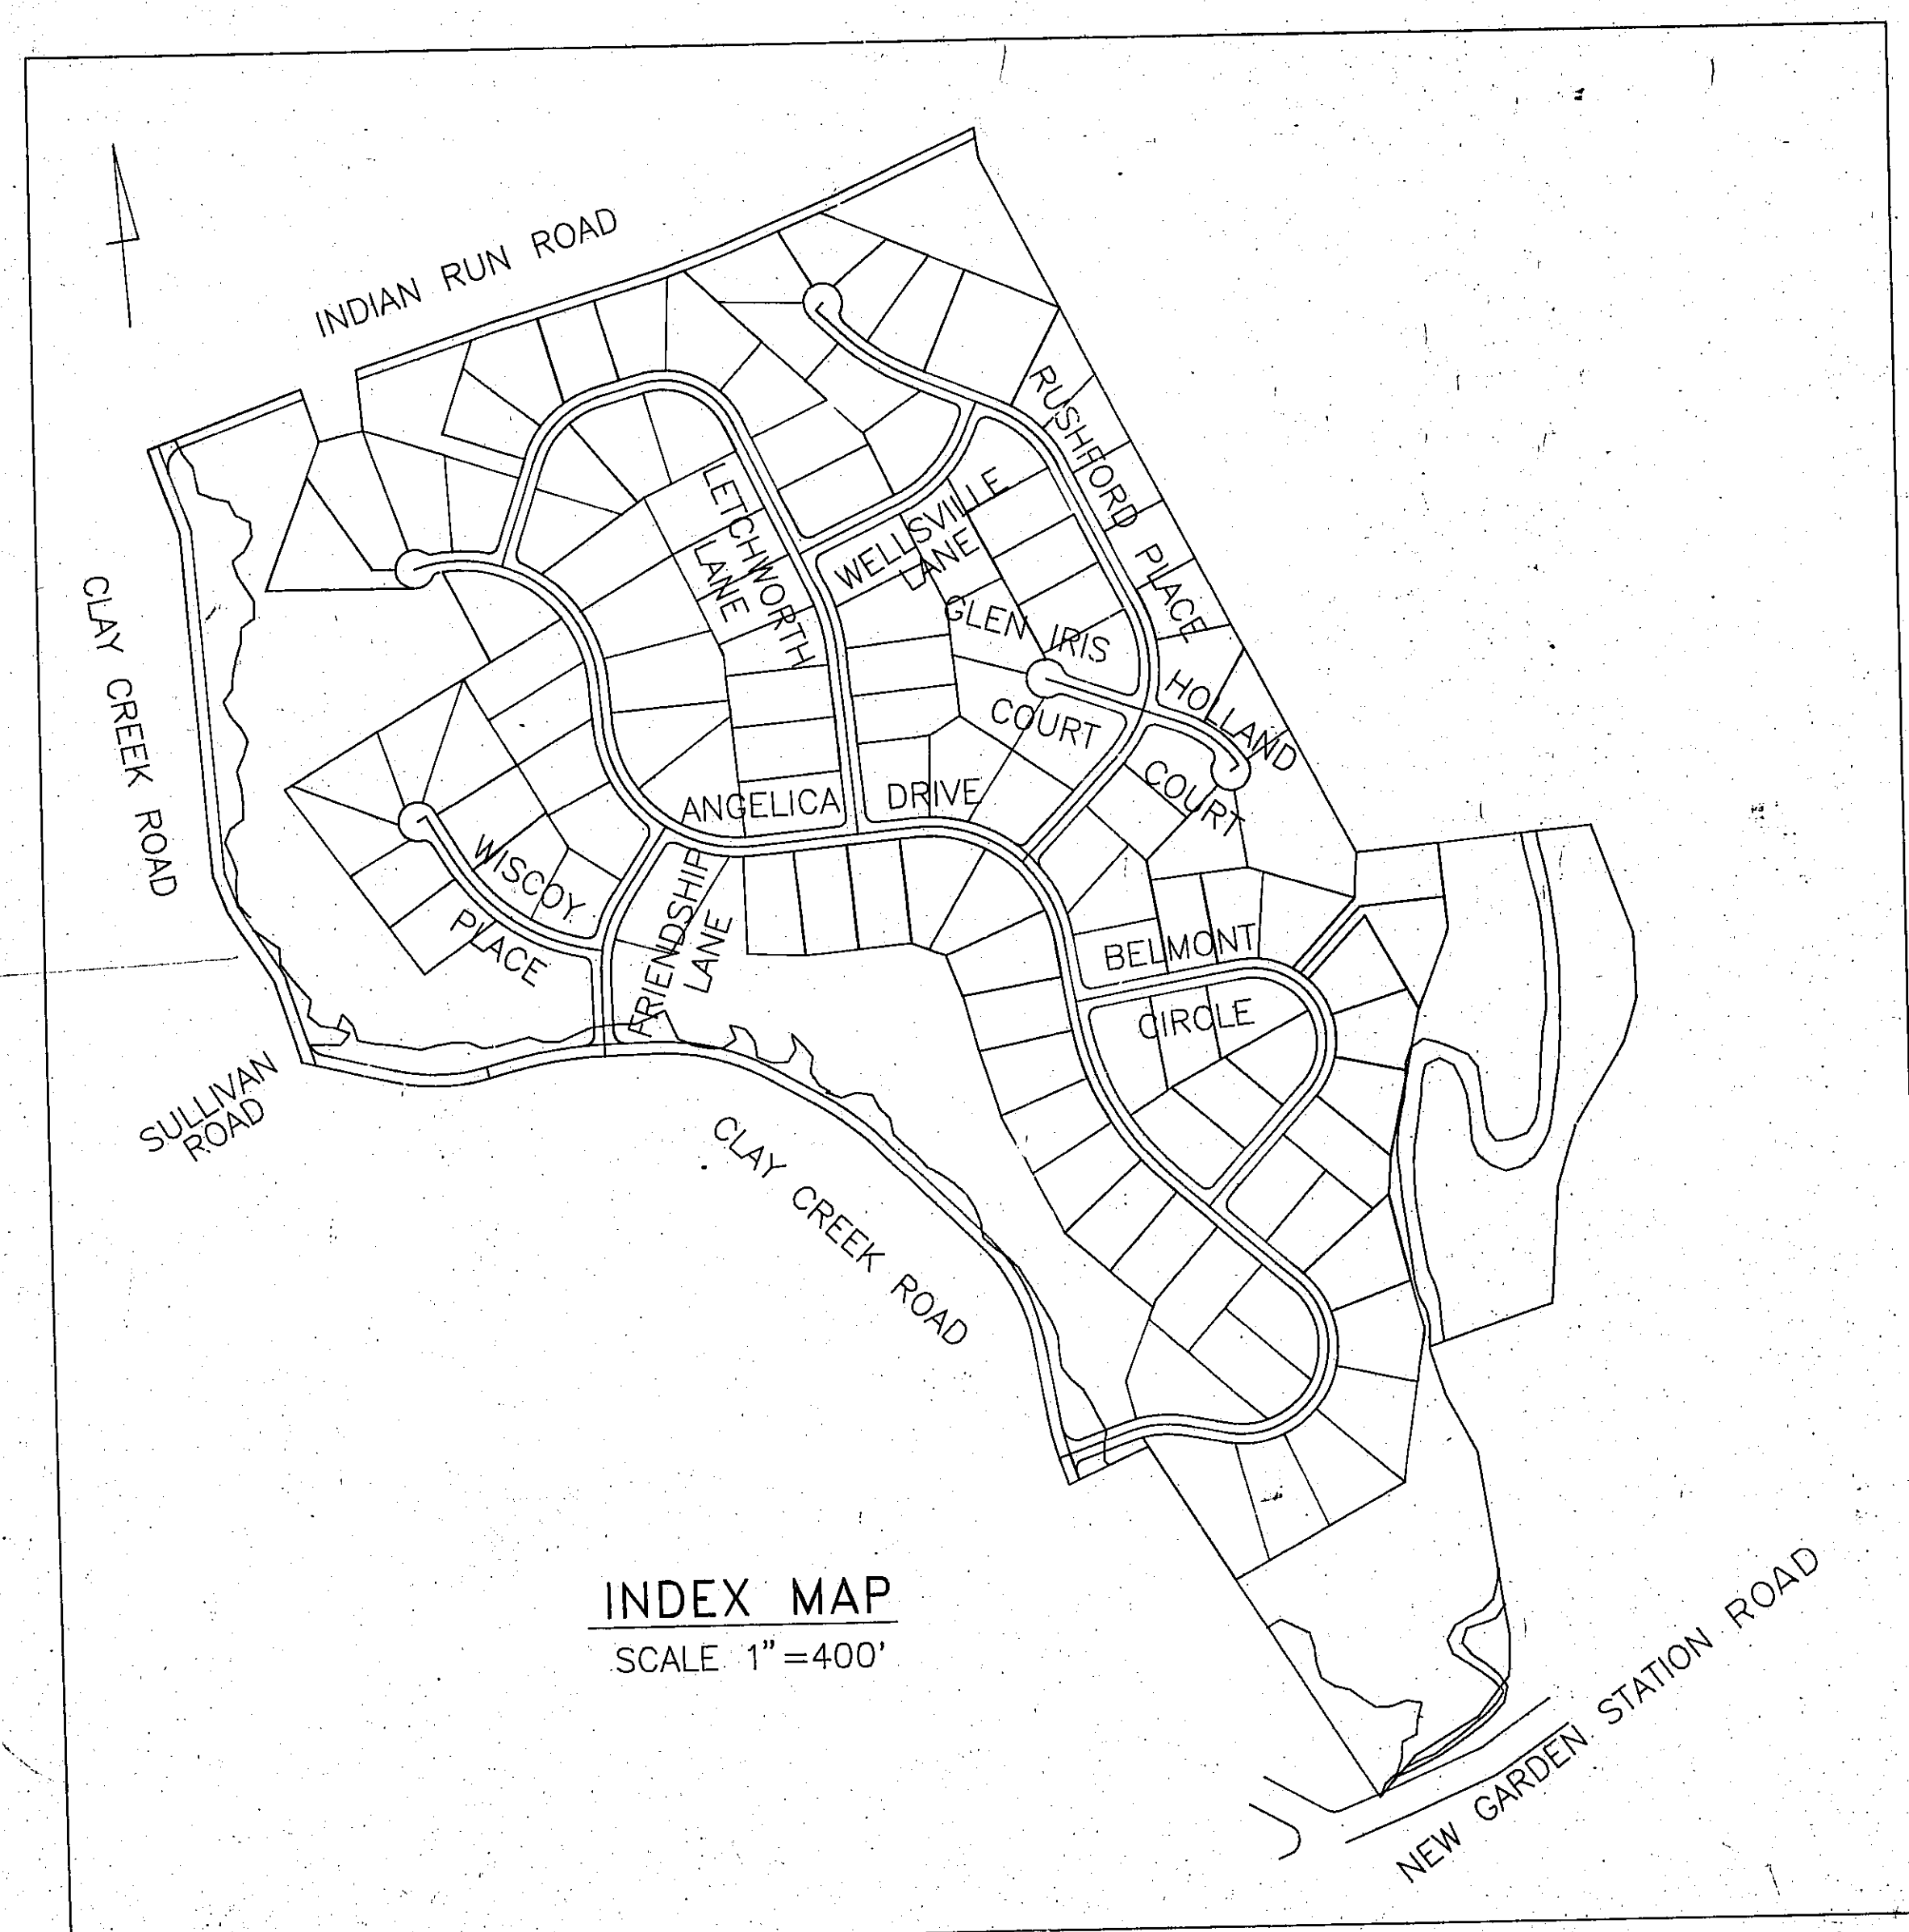 INDIAN RUN ROAD
RUSHFORD PLACE
LETCHWORTH
LANE
WELLSVILLE
LANE
CLAY CREEK ROAD
GLEN IRIS
COURT
HOLLAND
COURT
ANGELICA DRIVE
WISCOY
PLACE
FRIENDSHIP
LANE
BELMONT
CIRCLE
SULLIVAN
ROAD
CLAY CREEK ROAD
INDEX MAP
SCALE 1"=400'
NEW GARDEN STATION ROAD